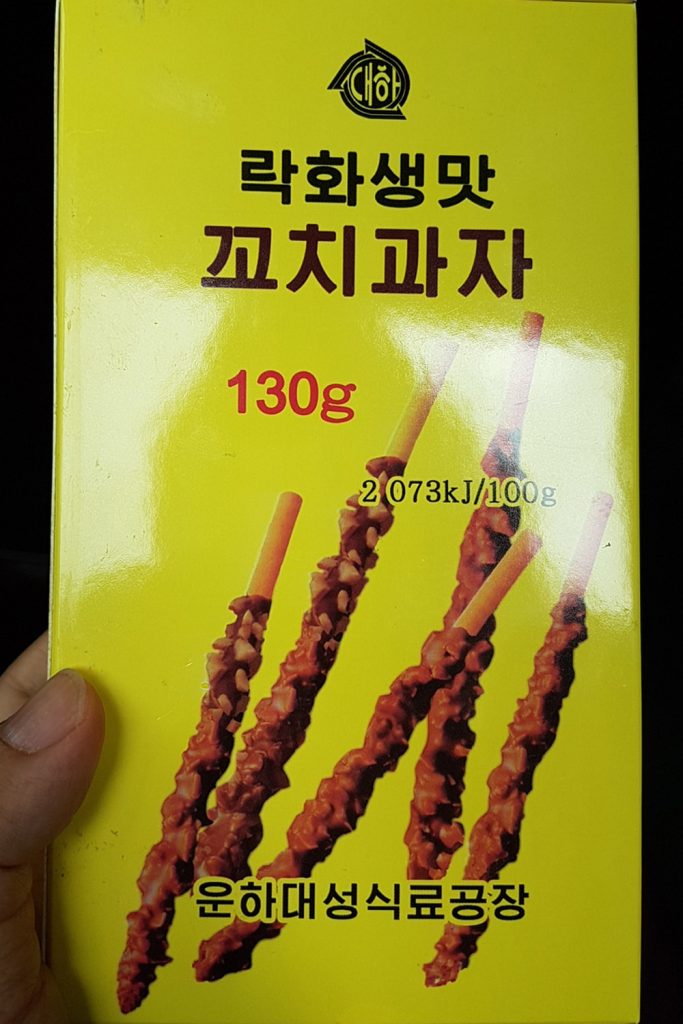 대하
락화생맛
꼬치과자
130g
2 073kJ/100g
운하대성식료공장